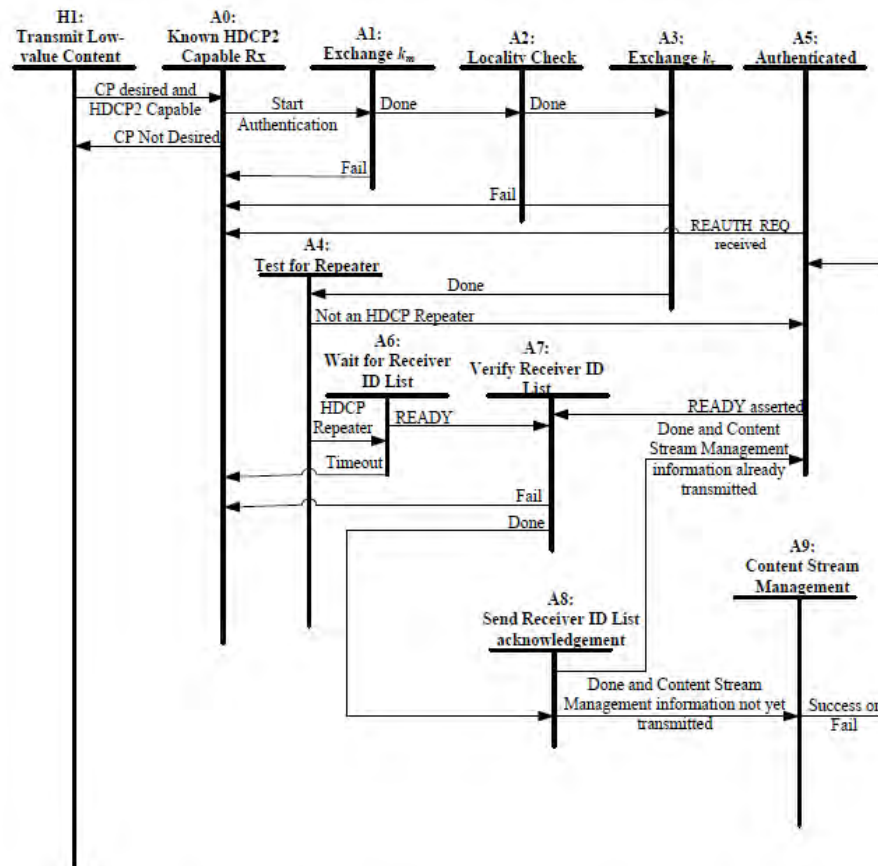 H1:
Transmit Low-
value Content
A0:
Known HDCP2
Capable Rx
A1:
Exchange km
A2:
Locality Check
A3:
Exchange ks
A5:
Authenticated
CP desired and
HDCP2 Capable
Start
Authentication
Done
Done
CP Not Desired
Fail
Fail
REAUTH_REQ
received
A4:
Test for Repeater
Done
Not an HDCP Repeater
A6:
Wait for Receiver
ID List
A7:
Verify Receiver ID
List
HDCP
Repeater
READY
READY asserted
Timeout
Done and Content
Stream Management
information already
transmitted
Fail
Done
A9:
Content Stream
Management
A8:
Send Receiver ID List
acknowledgement
Done and Content Stream
Management information not yet
transmitted
Success or
Fail